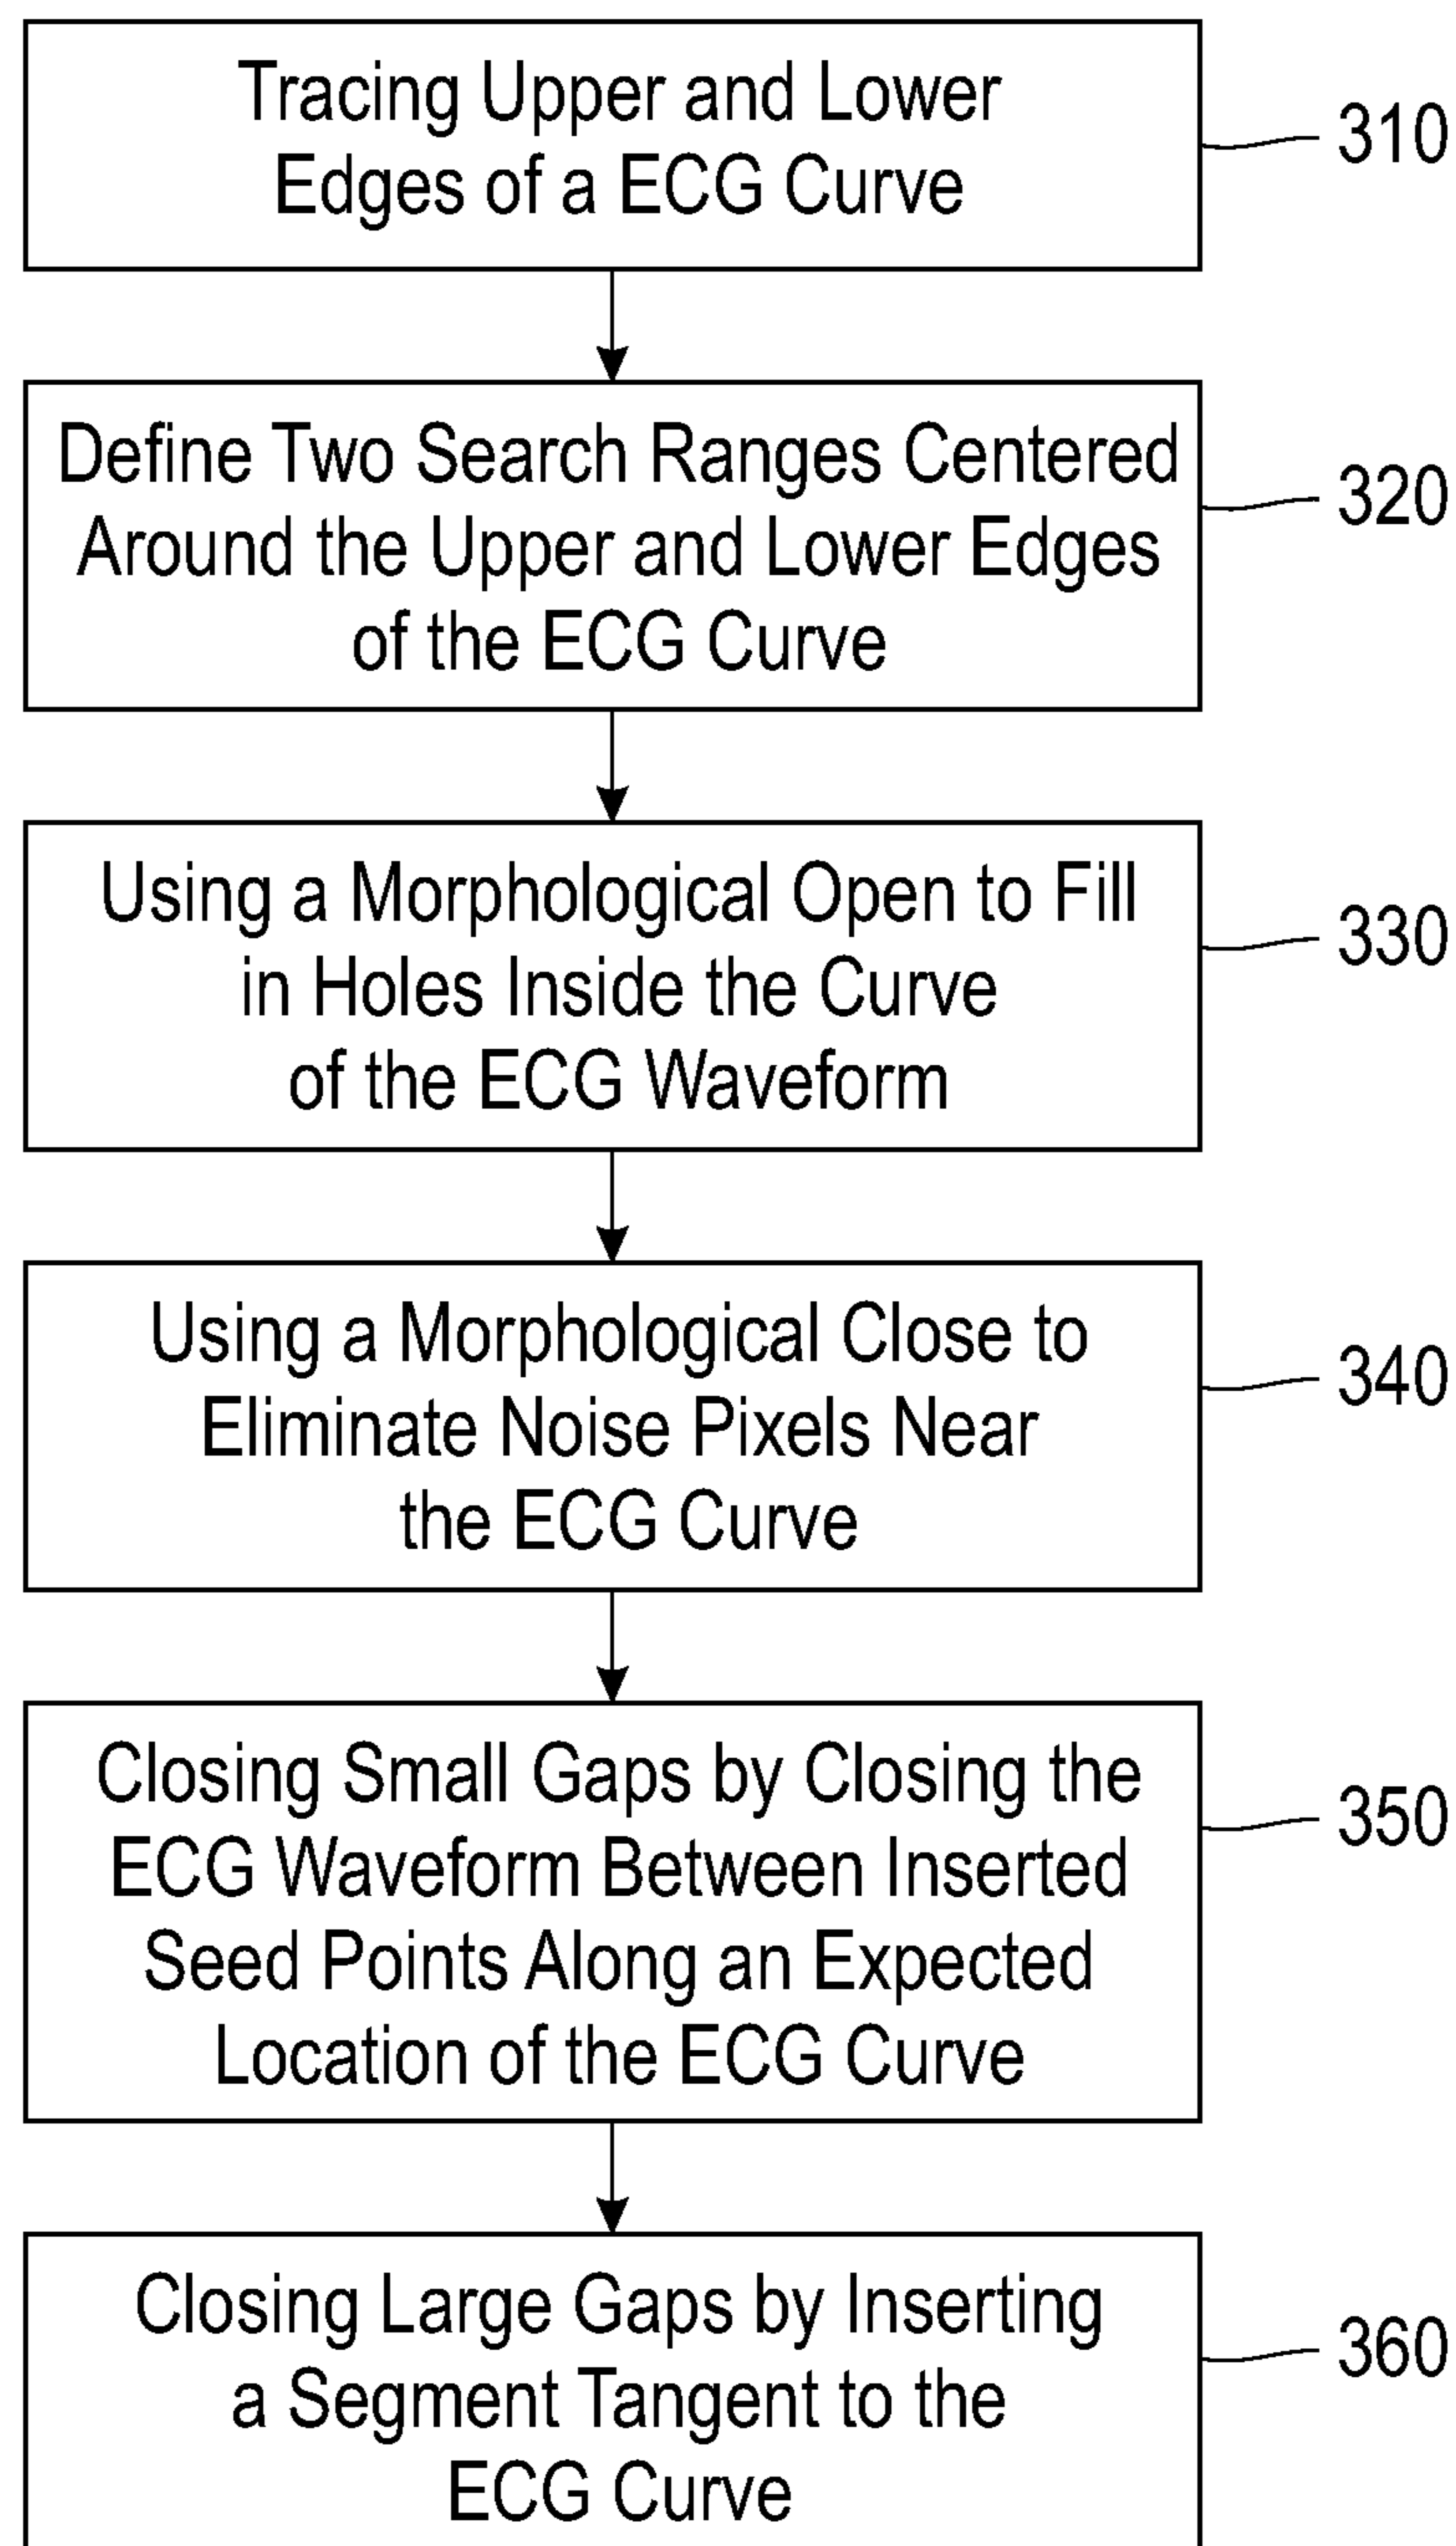 Tracing Upper and Lower
Edges of a ECG Curve
310
Define Two Search Ranges Centered
Around the Upper and Lower Edges
of the ECG Curve
320
Using a Morphological Open to Fill
in Holes Inside the Curve
of the ECG Waveform
330
Using a Morphological Close to
Eliminate Noise Pixels Near
the ECG Curve
340
Closing Small Gaps by Closing the
ECG Waveform Between Inserted
Seed Points Along an Expected
Location of the ECG Curve
350
Closing Large Gaps by Inserting
a Segment Tangent to the
ECG Curve
360